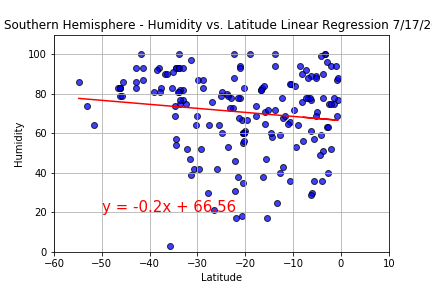 Southern Hemisphere - Humidity vs. Latitude Linear Regression 7/17/2
100
80
60
40
20
0
Humidity
y = -0.2x + 66.56
−60 −50 −40 −30 −20 −10 0 10
Latitude